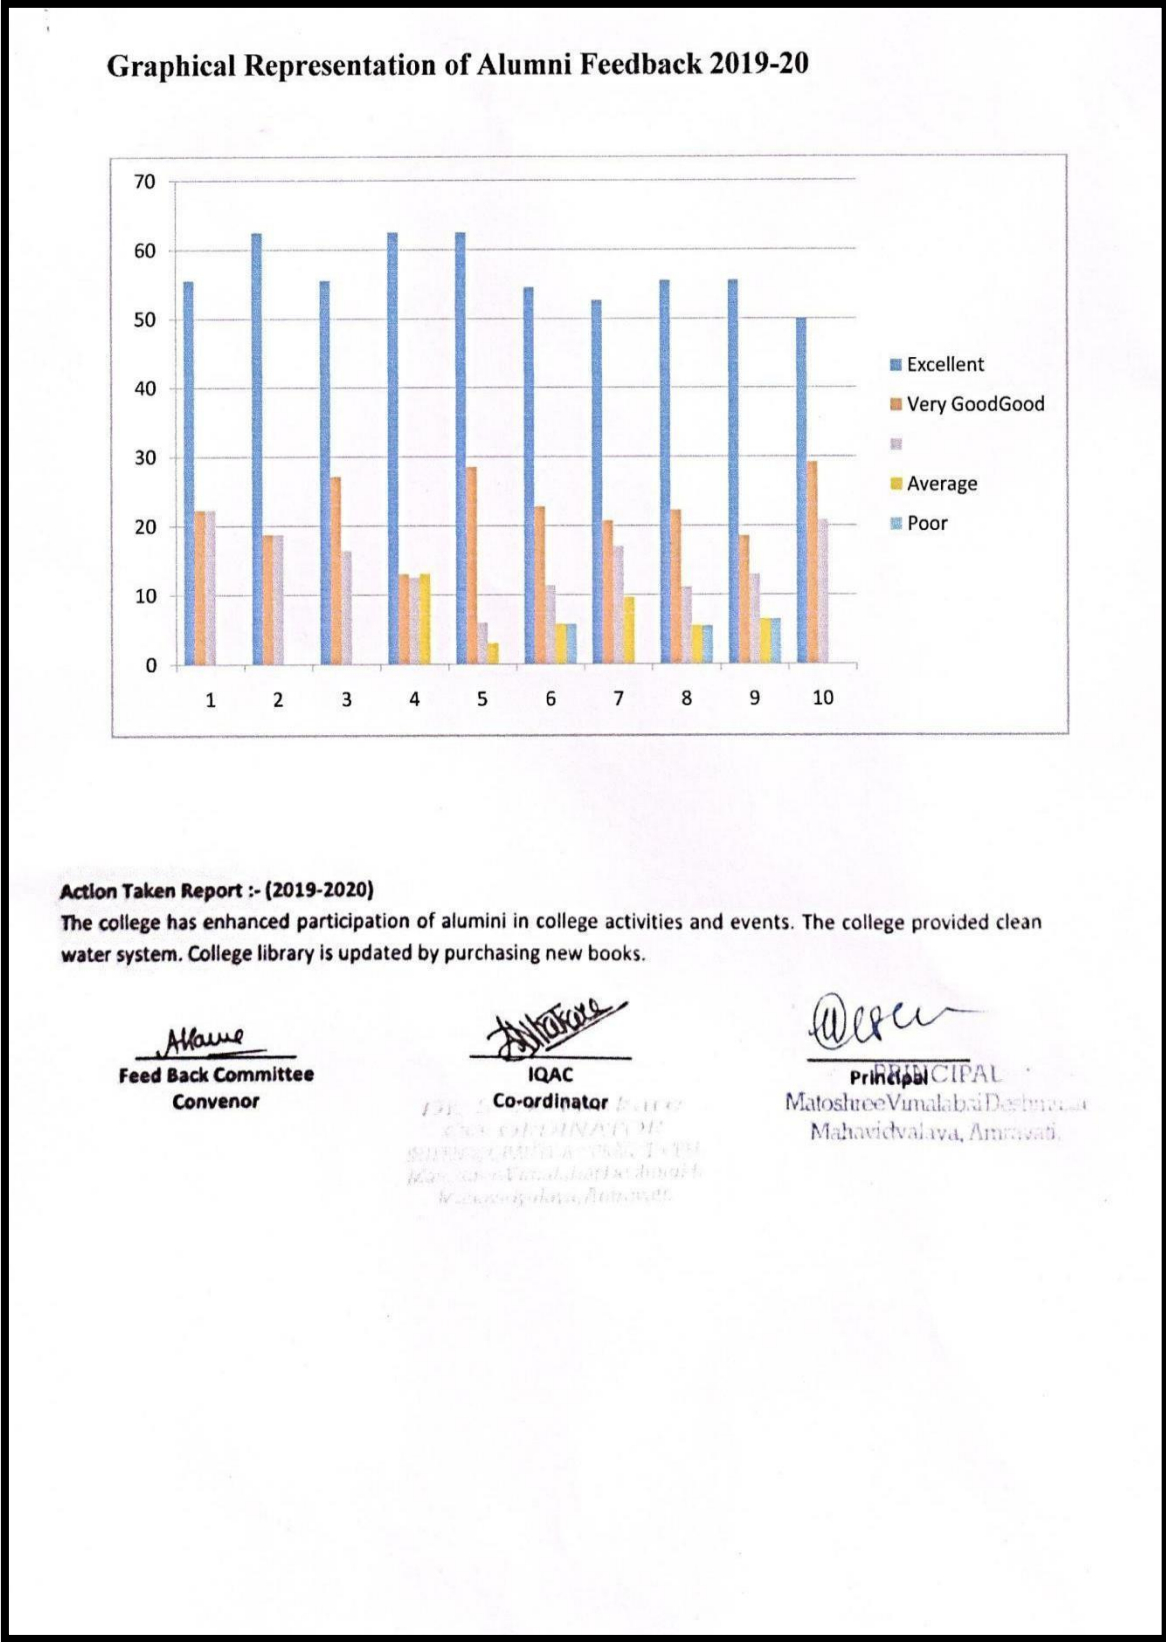 Graphical Representation of Alumni Feedback 2019-20
70
60
50
40
30
20
10
0
1 2 3 4 5 6 7 8 9 10
Excellent
Very GoodGood
Average
Poor
Action Taken Report :- (2019-2020)
The college has enhanced participation of alumini in college activities and events. The college provided clean
water system. College library is updated by purchasing new books.
Feed Back Committee
Convenor
IQAC
Co-ordinator
Principal
PRINCIPAL
Matoshree Vimalabai
Mahavidyalaya, Amravati.